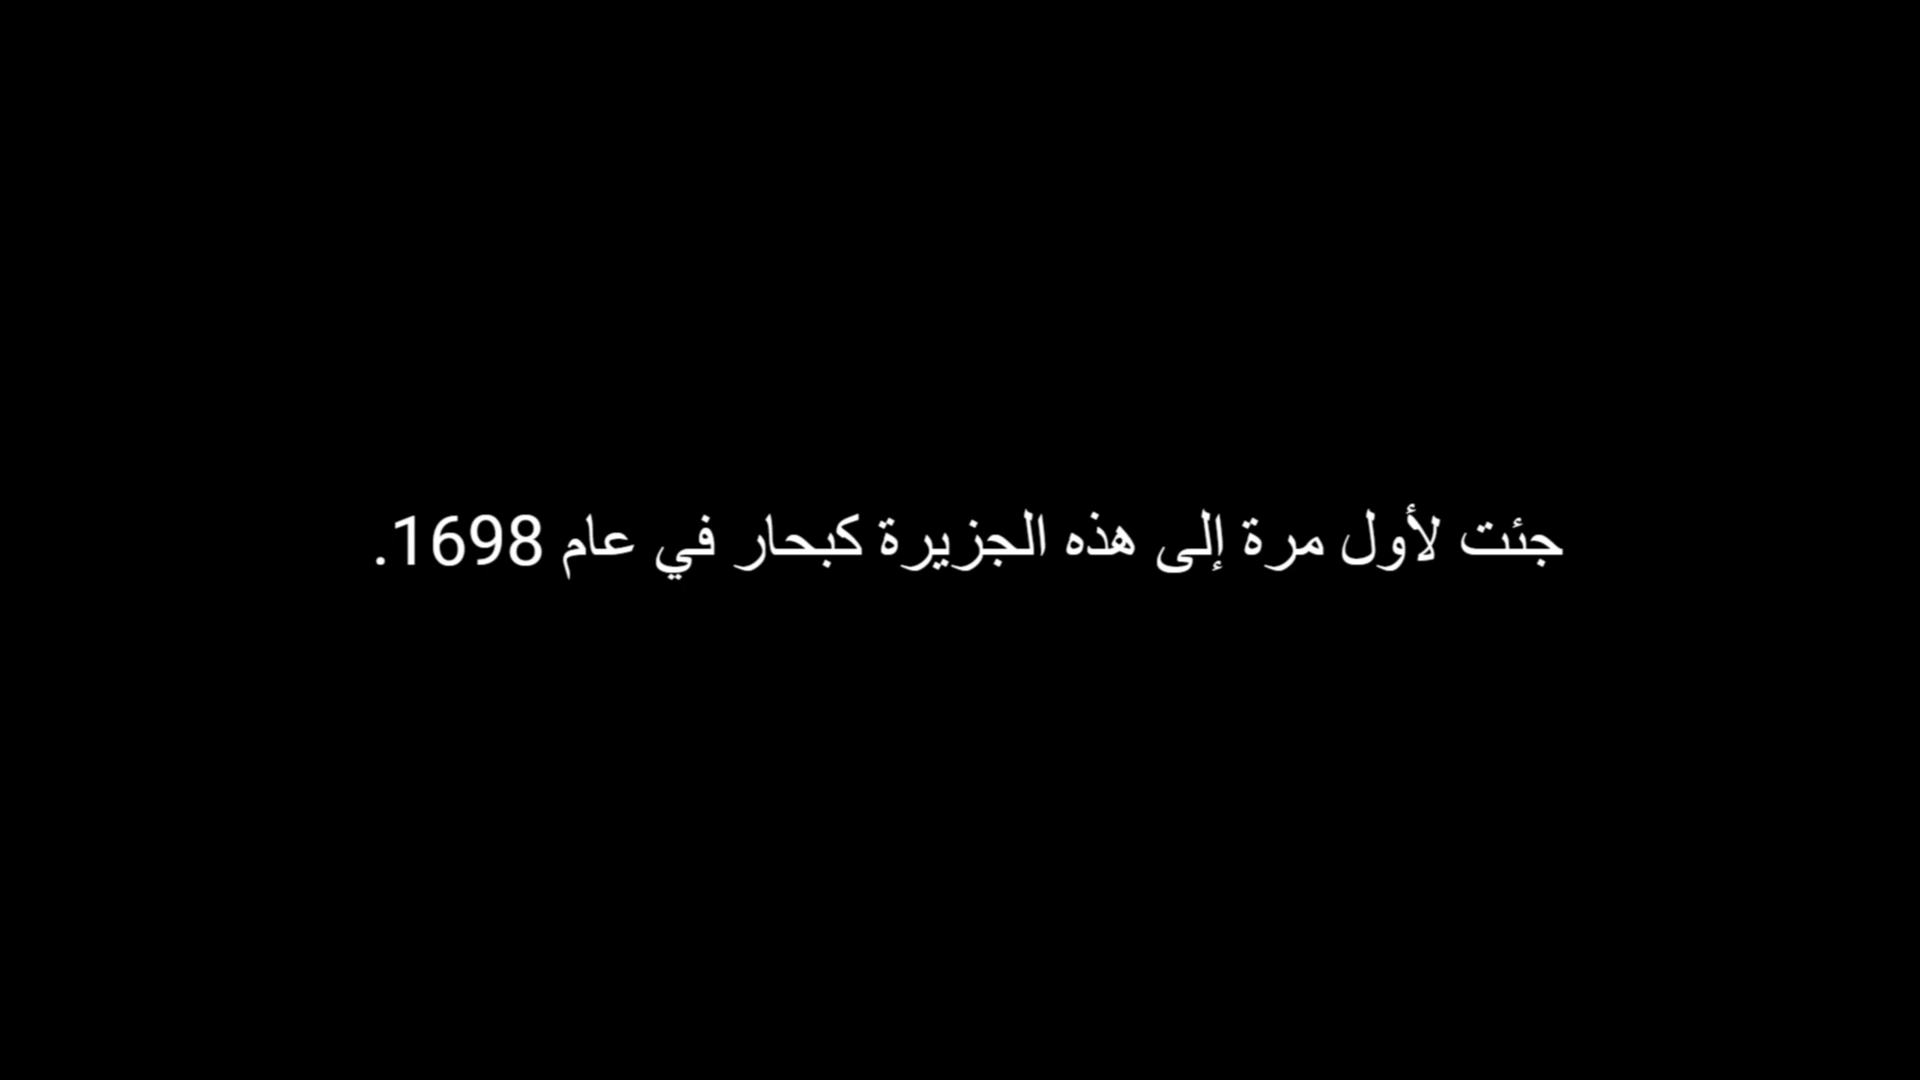 جئت لأول مرة إلى هذه الجزيرة كبحار في عام 1698.